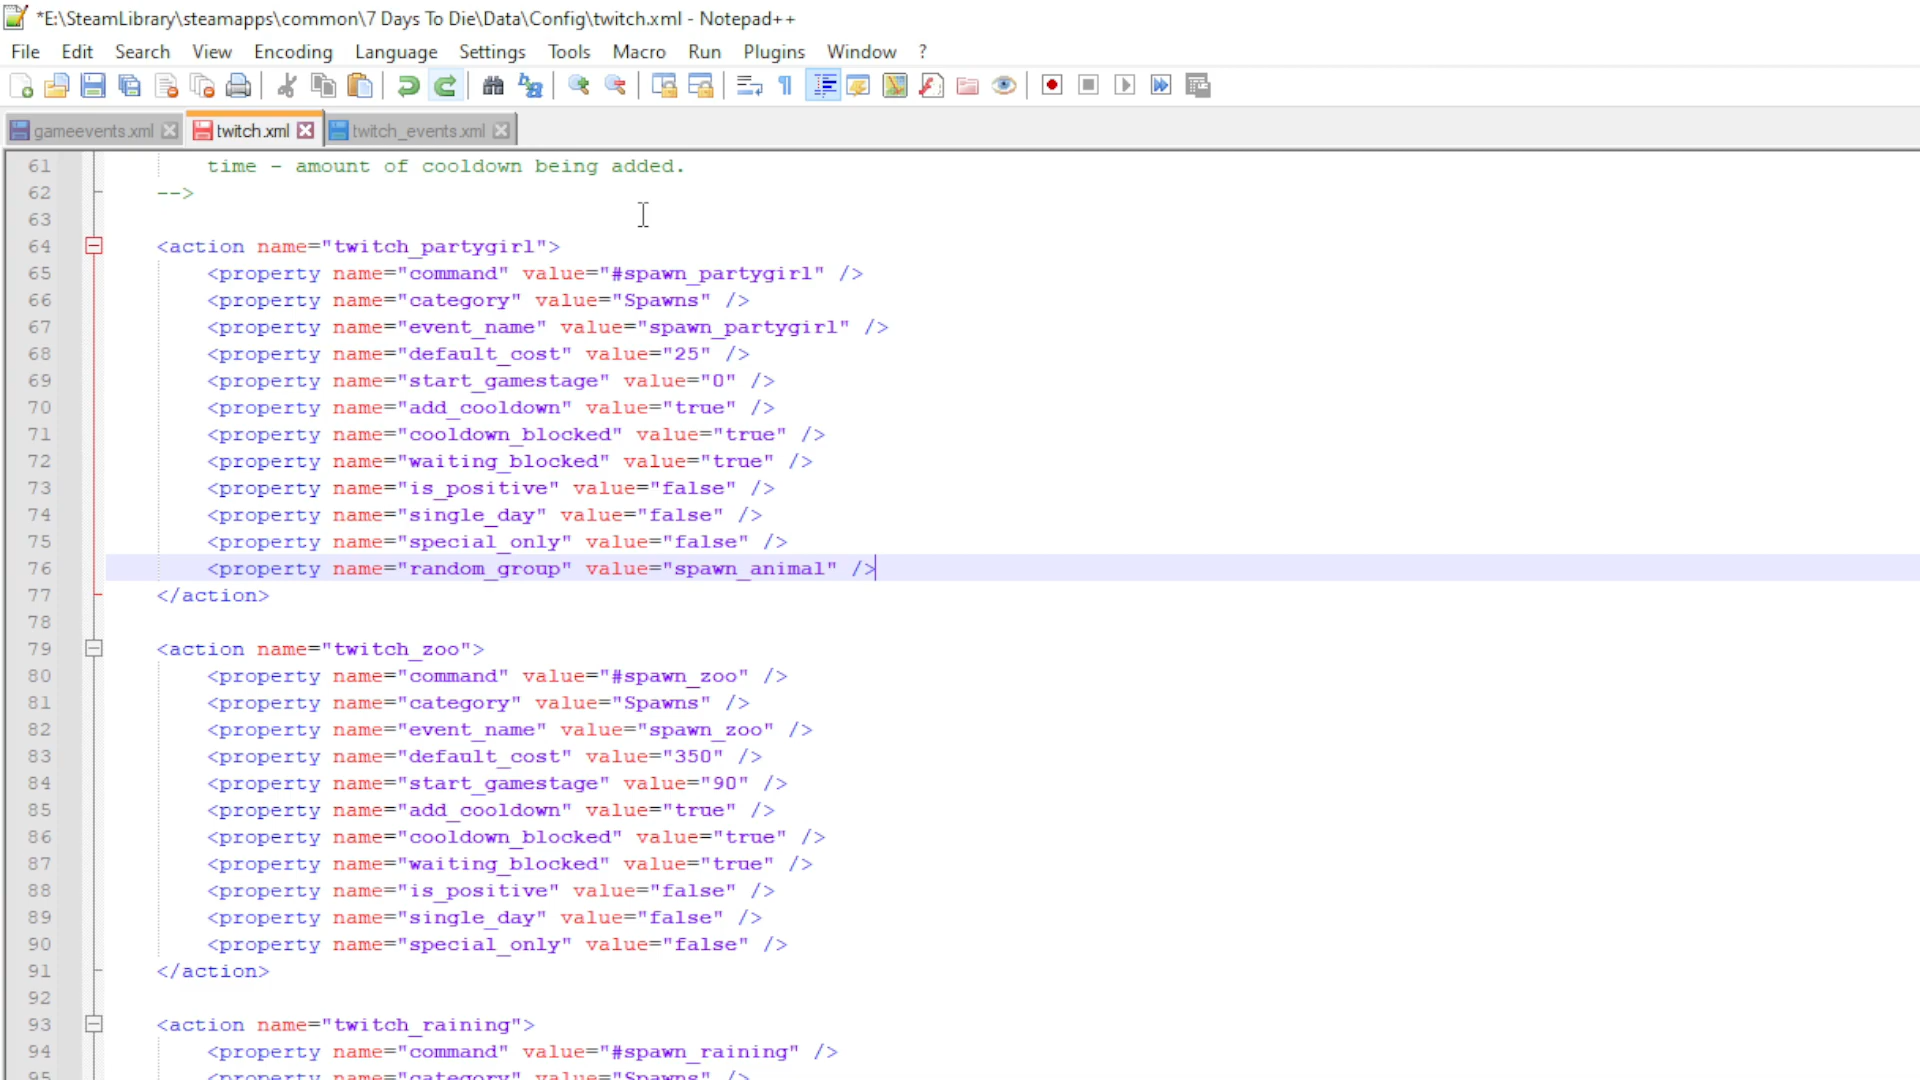 *E:\SteamLibrary\steamapps\common\7 Days To Die\Data\Config\twitch.xml - Notepad++
File Edit Search View Encoding Language Settings Tools Macro Run Plugins Window ?
gameevents.xml twitch.xml twitch_events.xml
61 time - amount of cooldown being added.
62 -->
63
64 <action name="twitch_partygirl">
65 <property name="command" value="#spawn_partygirl" />
66 <property name="category" value="Spawns" />
67 <property name="event_name" value="spawn_partygirl" />
68 <property name="default_cost" value="25" />
69 <property name="start_gamestage" value="0" />
70 <property name="add_cooldown" value="true" />
71 <property name="cooldown_blocked" value="true" />
72 <property name="waiting_blocked" value="true" />
73 <property name="is_positive" value="false" />
74 <property name="single_day" value="false" />
75 <property name="special_only" value="false" />
76 <property name="random_group" value="spawn_animal" />
77 </action>
78
79 <action name="twitch_zoo">
80 <property name="command" value="#spawn_zoo" />
81 <property name="category" value="Spawns" />
82 <property name="event_name" value="spawn_zoo" />
83 <property name="default_cost" value="350" />
84 <property name="start_gamestage" value="90" />
85 <property name="add_cooldown" value="true" />
86 <property name="cooldown_blocked" value="true" />
87 <property name="waiting_blocked" value="true" />
88 <property name="is_positive" value="false" />
89 <property name="single_day" value="false" />
90 <property name="special_only" value="false" />
91 </action>
92
93 <action name="twitch_raining">
94 <property name="command" value="#spawn_raining" />
95 <property name="category" value="Spawns" />